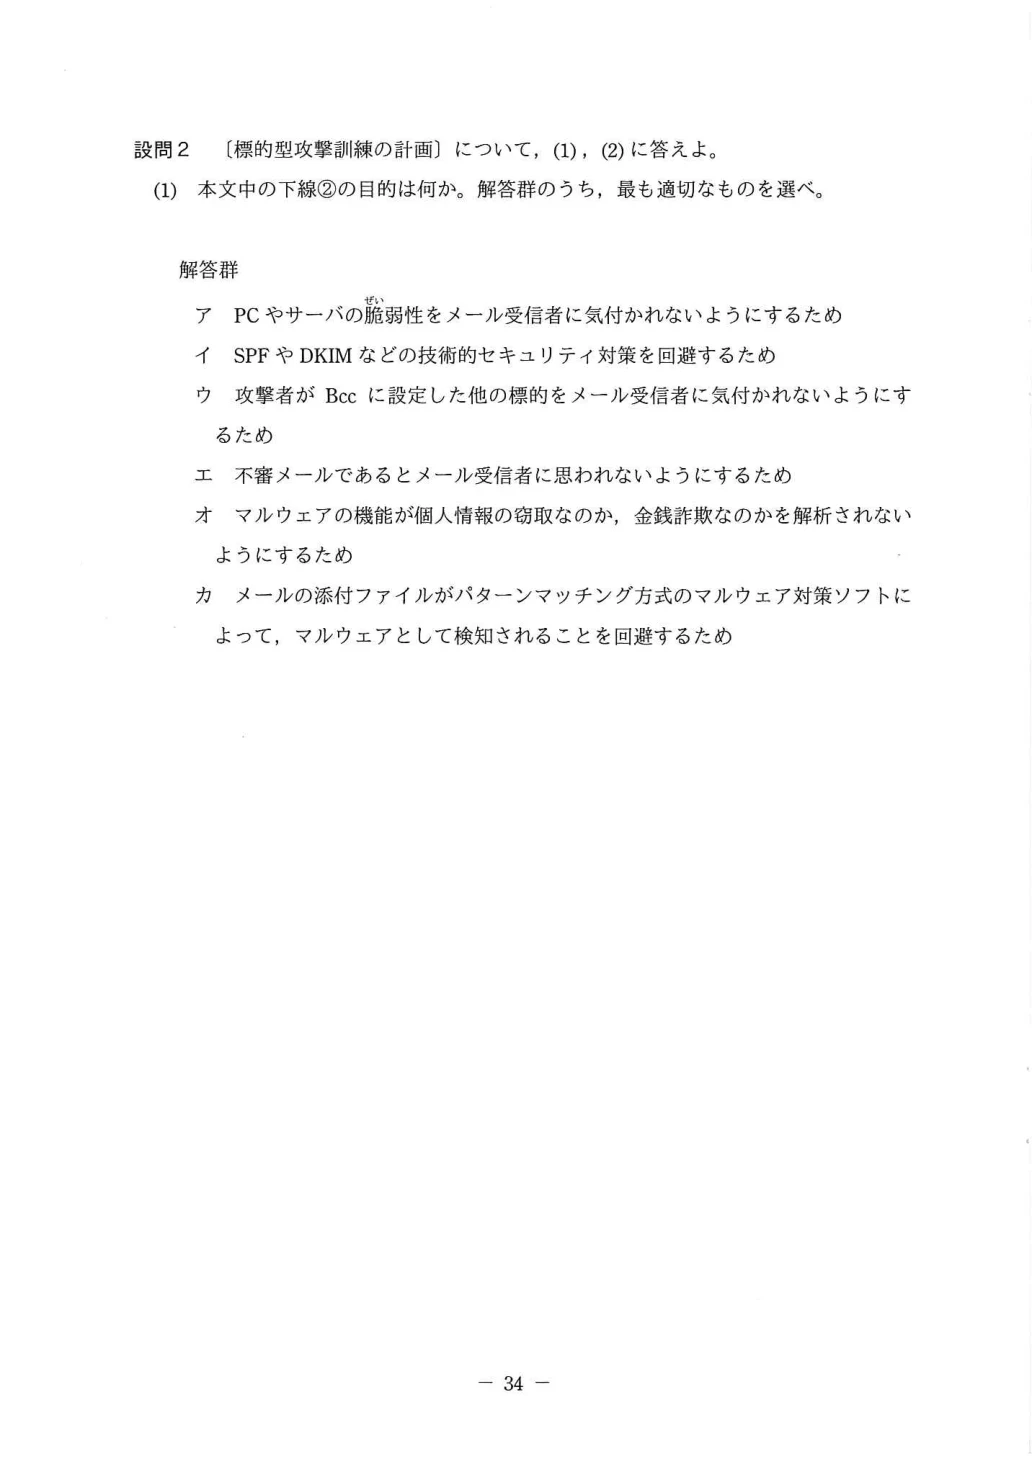 設問2 〔標的型攻撃訓練の計画〕について，(1)，(2)に答えよ。
(1) 本文中の下線②の目的は何か。解答群のうち，最も適切なものを選べ。
解答群
ぜい
ア PCやサーバの脆弱性をメール受信者に気付かれないようにするため
イ SPFやDKIMなどの技術的セキュリティ対策を回避するため
ウ 攻撃者が Bcc に設定した他の標的をメール受信者に気付かれないようにす
るため
エ 不審メールであるとメール受信者に思われないようにするため
オ マルウェアの機能が個人情報の窃取なのか，金銭詐欺なのかを解析されない
ようにするため
カ メールの添付ファイルがパターンマッチング方式のマルウェア対策ソフトに
よって，マルウェアとして検知されることを回避するため
－ 34 －